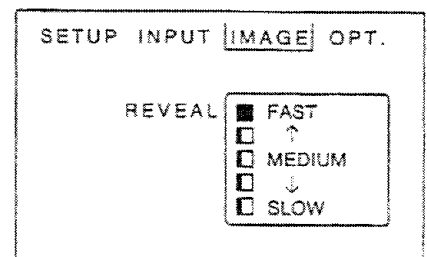 SETUP INPUT IMAGE OPT.
REVEAL ■ FAST
□ ↑
□ MEDIUM
□ ↓
□ SLOW